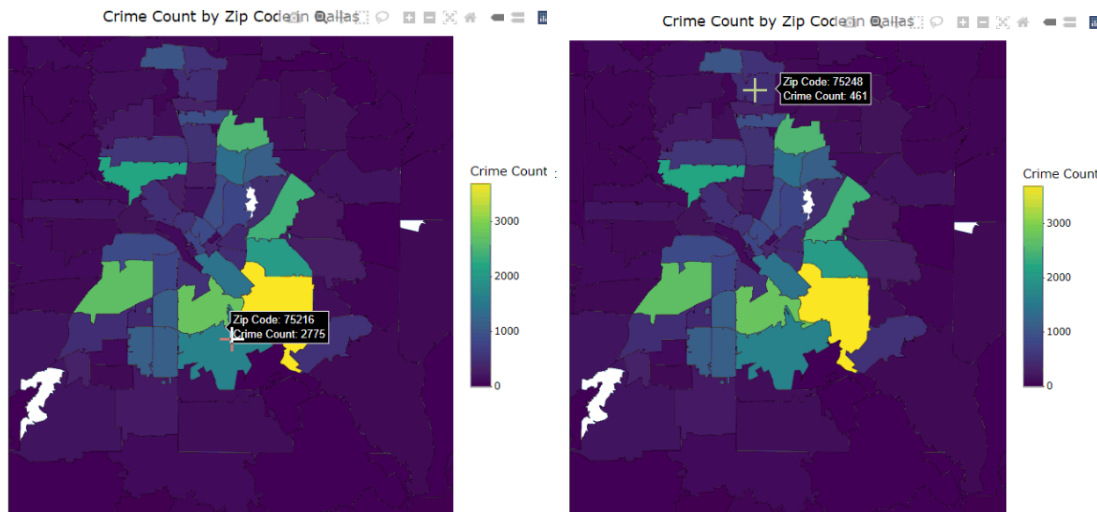 Crime Count by Zip Code in Dallas
Zip Code: 75216
Crime Count: 2775
Crime Count
3000
2000
1000
0
Crime Count by Zip Code in Dallas
Zip Code: 75248
Crime Count: 461
Crime Count
3000
2000
1000
0